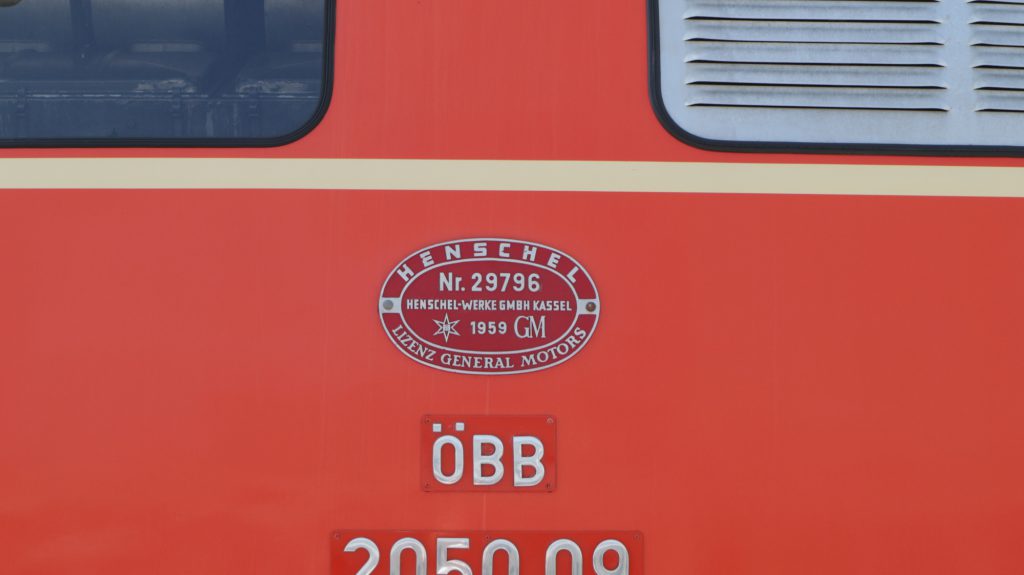 HENSCHEL
Nr. 29796
HENSCHEL-WERKE GMBH KASSEL
1959 GM
LIZENZ GENERAL MOTORS
ÖBB
2050.09